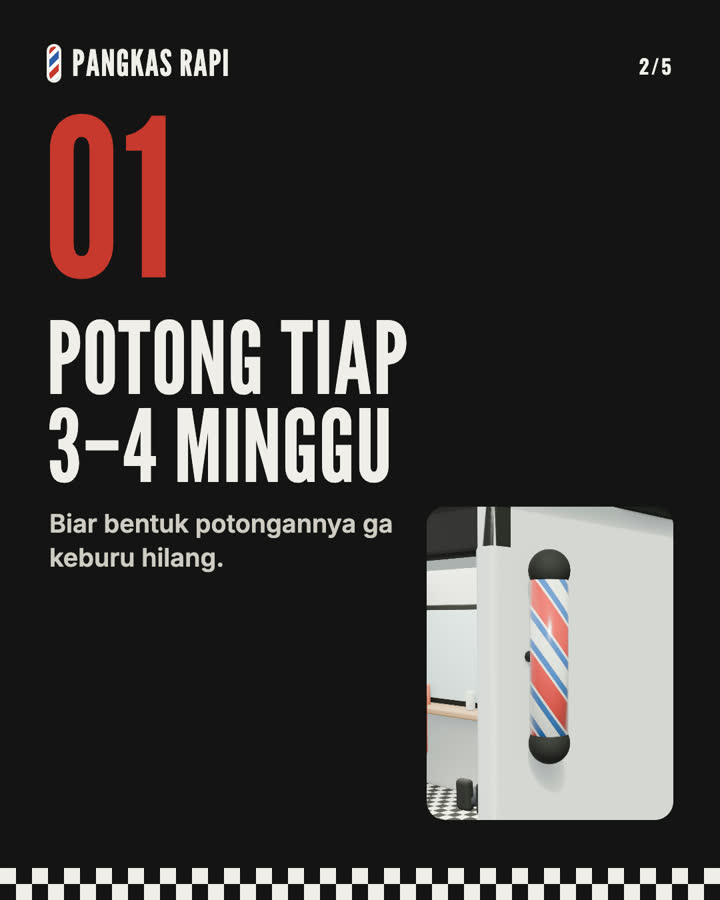 PANGKAS RAPI
2/5
01
POTONG TIAP
3–4 MINGGU
Biar bentuk potongannya ga
keburu hilang.